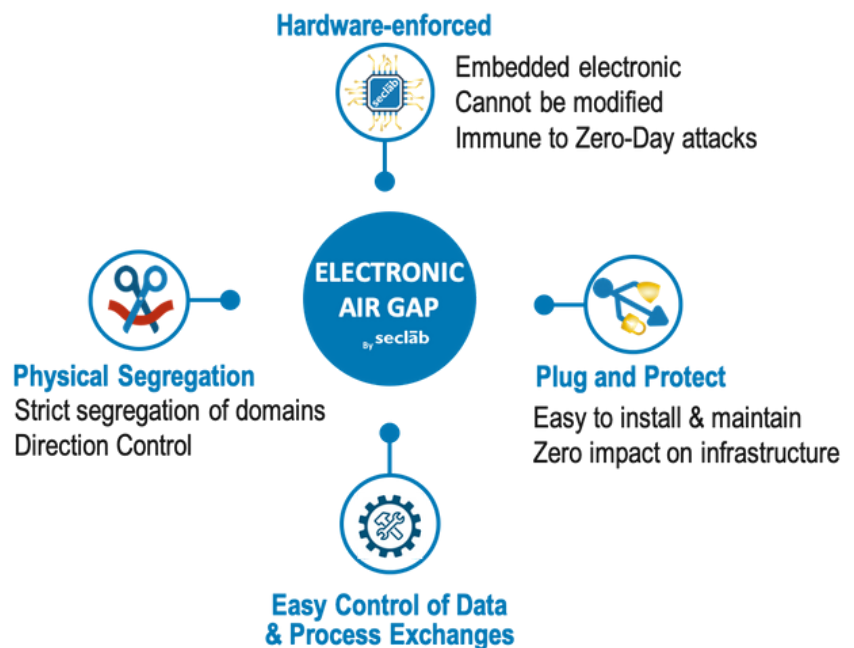 Hardware-enforced
seclāb
Embedded electronic
Cannot be modified
Immune to Zero-Day attacks
ELECTRONIC
AIR GAP
By seclāb
Physical Segregation
Strict segregation of domains
Direction Control
Plug and Protect
Easy to install & maintain
Zero impact on infrastructure
Easy Control of Data
& Process Exchanges